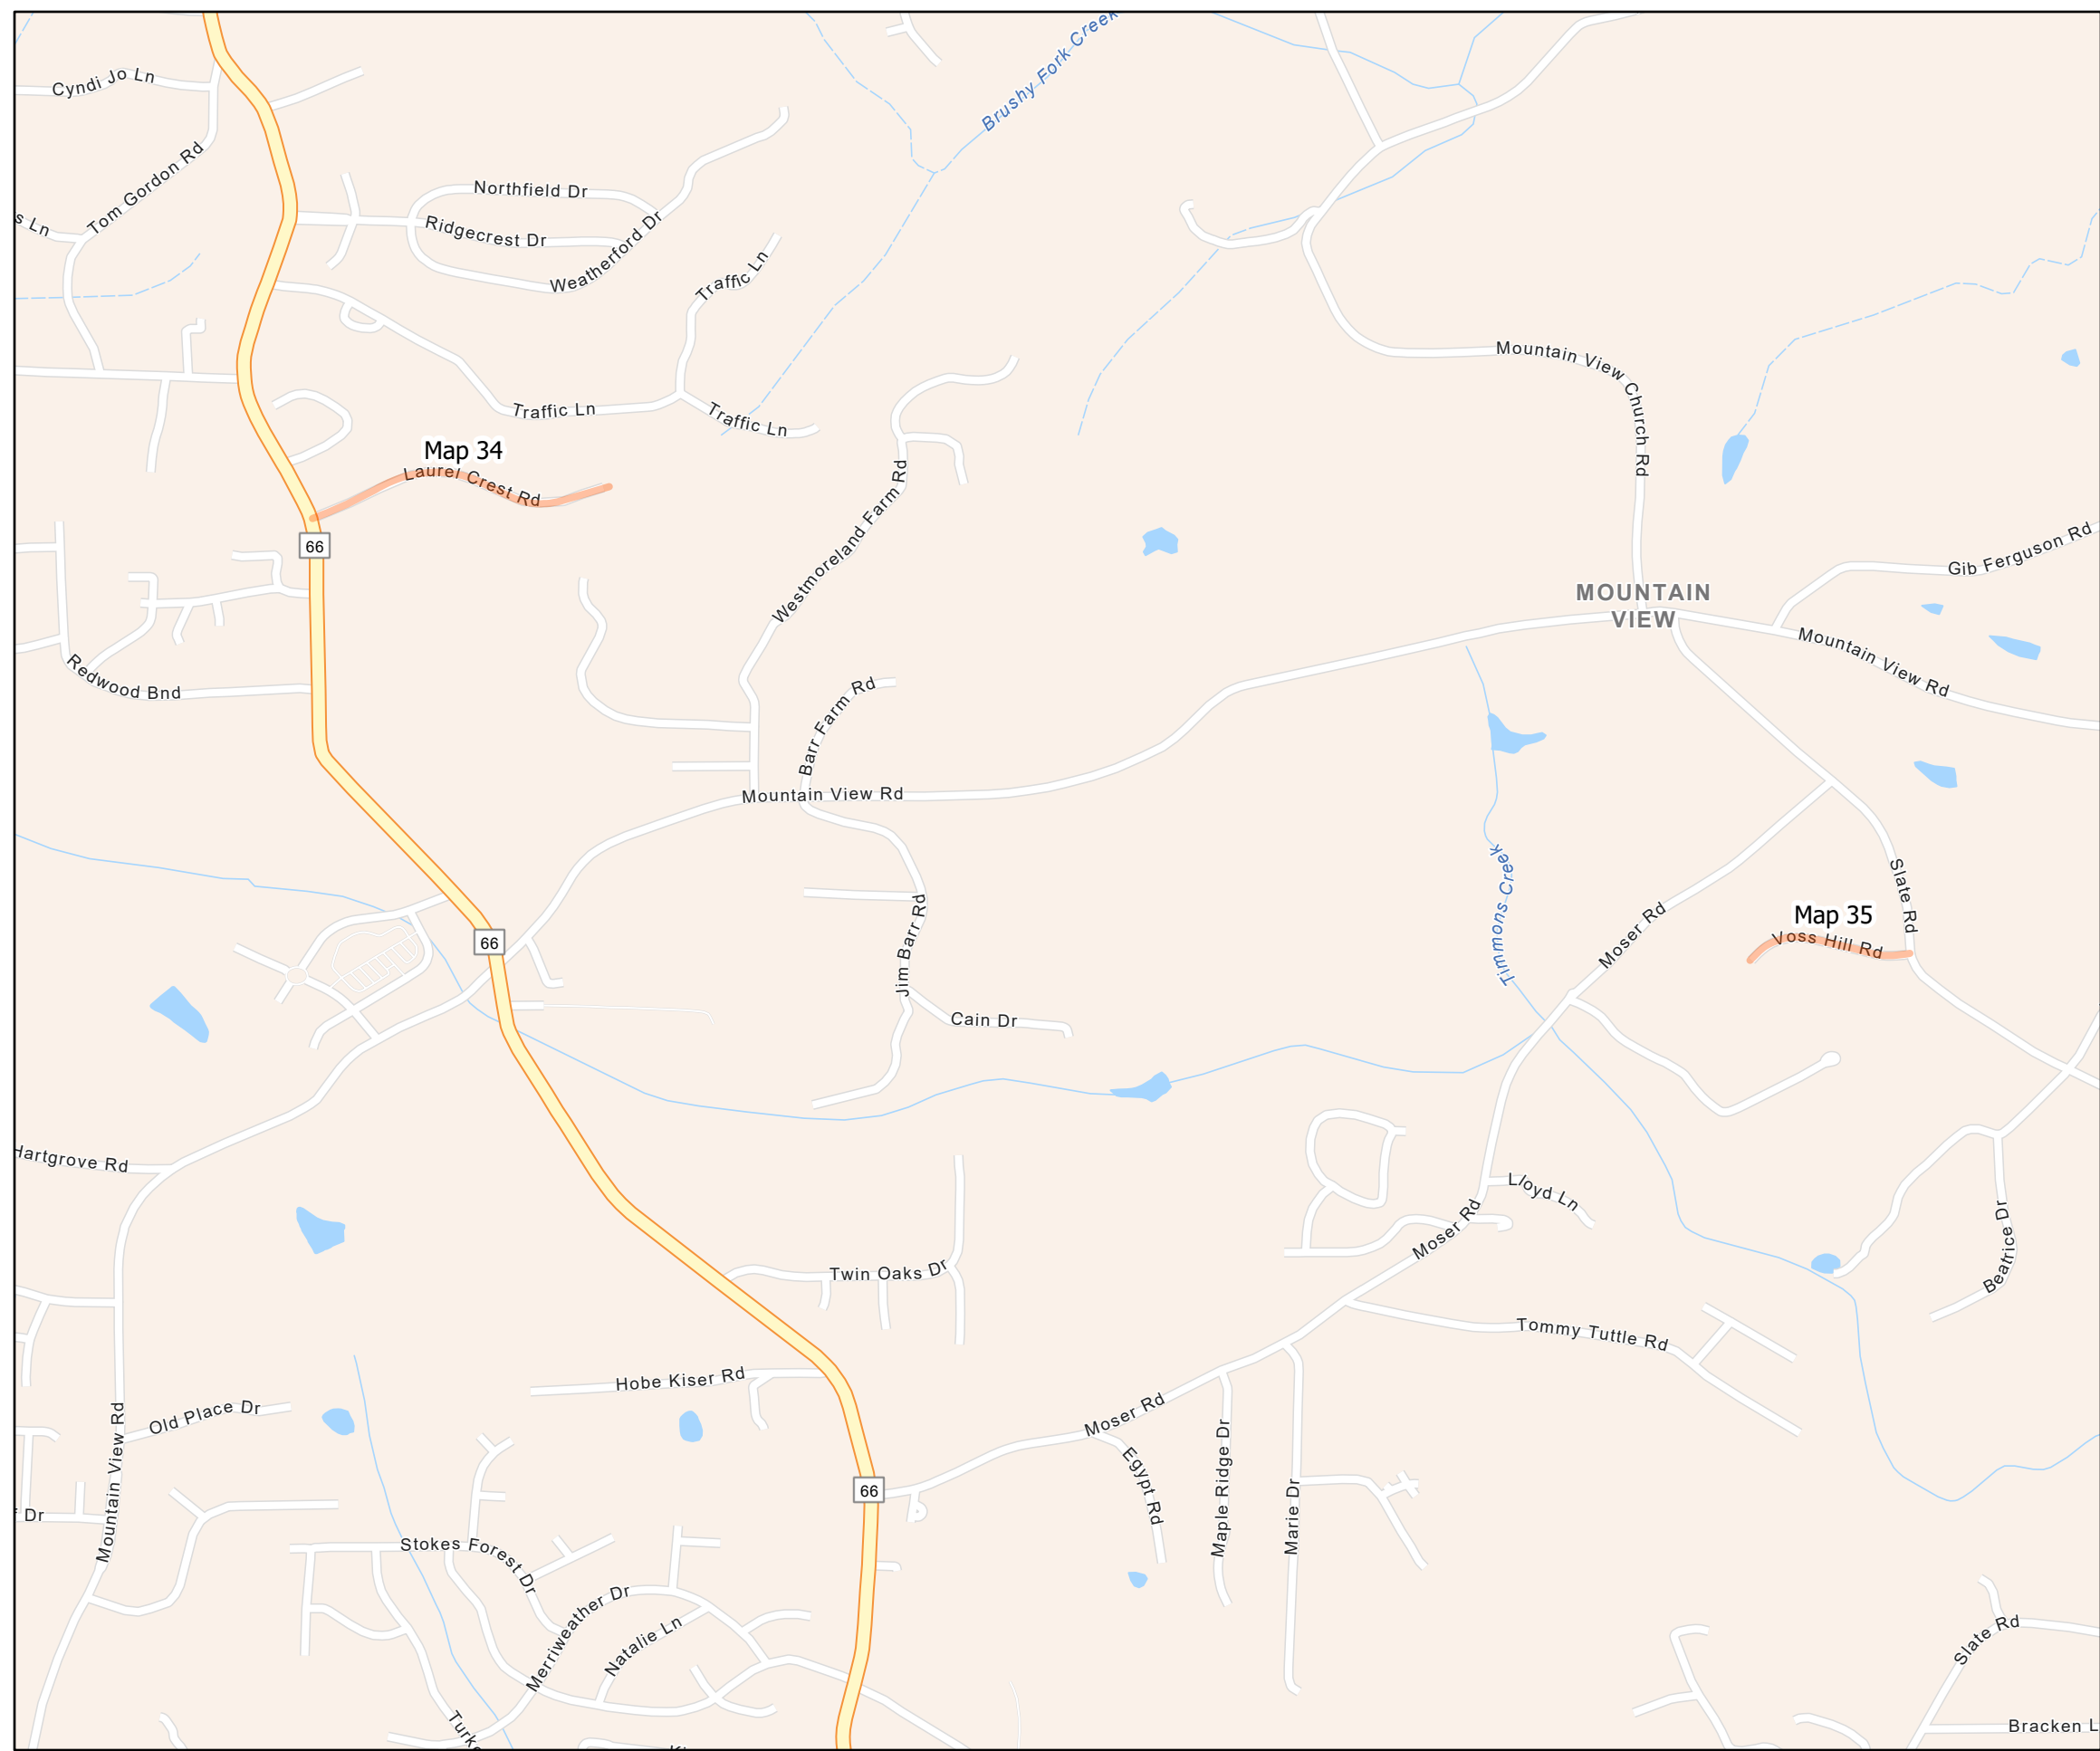 Brushy Fork Creek
Cyndi Jo Ln
Tom Gordon Rd
s Ln
Northfield Dr
Ridgecrest Dr
Weatherford Dr
Traffic Ln
Mountain View Church Rd
Traffic Ln
Traffic Ln
Map 34
Laurel Crest Rd
66
Westmoreland Farm Rd
Gib Ferguson Rd
MOUNTAIN
VIEW
Mountain View Rd
Redwood Bnd
Barr Farm Rd
Mountain View Rd
Timmons Creek
Slate Rd
Map 35
Voss Hill Rd
Moser Rd
66
Jim Barr Rd
Cain Dr
Hartgrove Rd
Lloyd Ln
Moser Rd
Beatrice Dr
Twin Oaks Dr
Tommy Tuttle Rd
Hobe Kiser Rd
Old Place Dr
Moser Rd
Mountain View Rd
Egypt Rd
Maple Ridge Dr
Marie Dr
66
Dr
Stokes Forest Dr
Merriweather Dr
Natalie Ln
Slate Rd
Bracken L
Turke
Ki